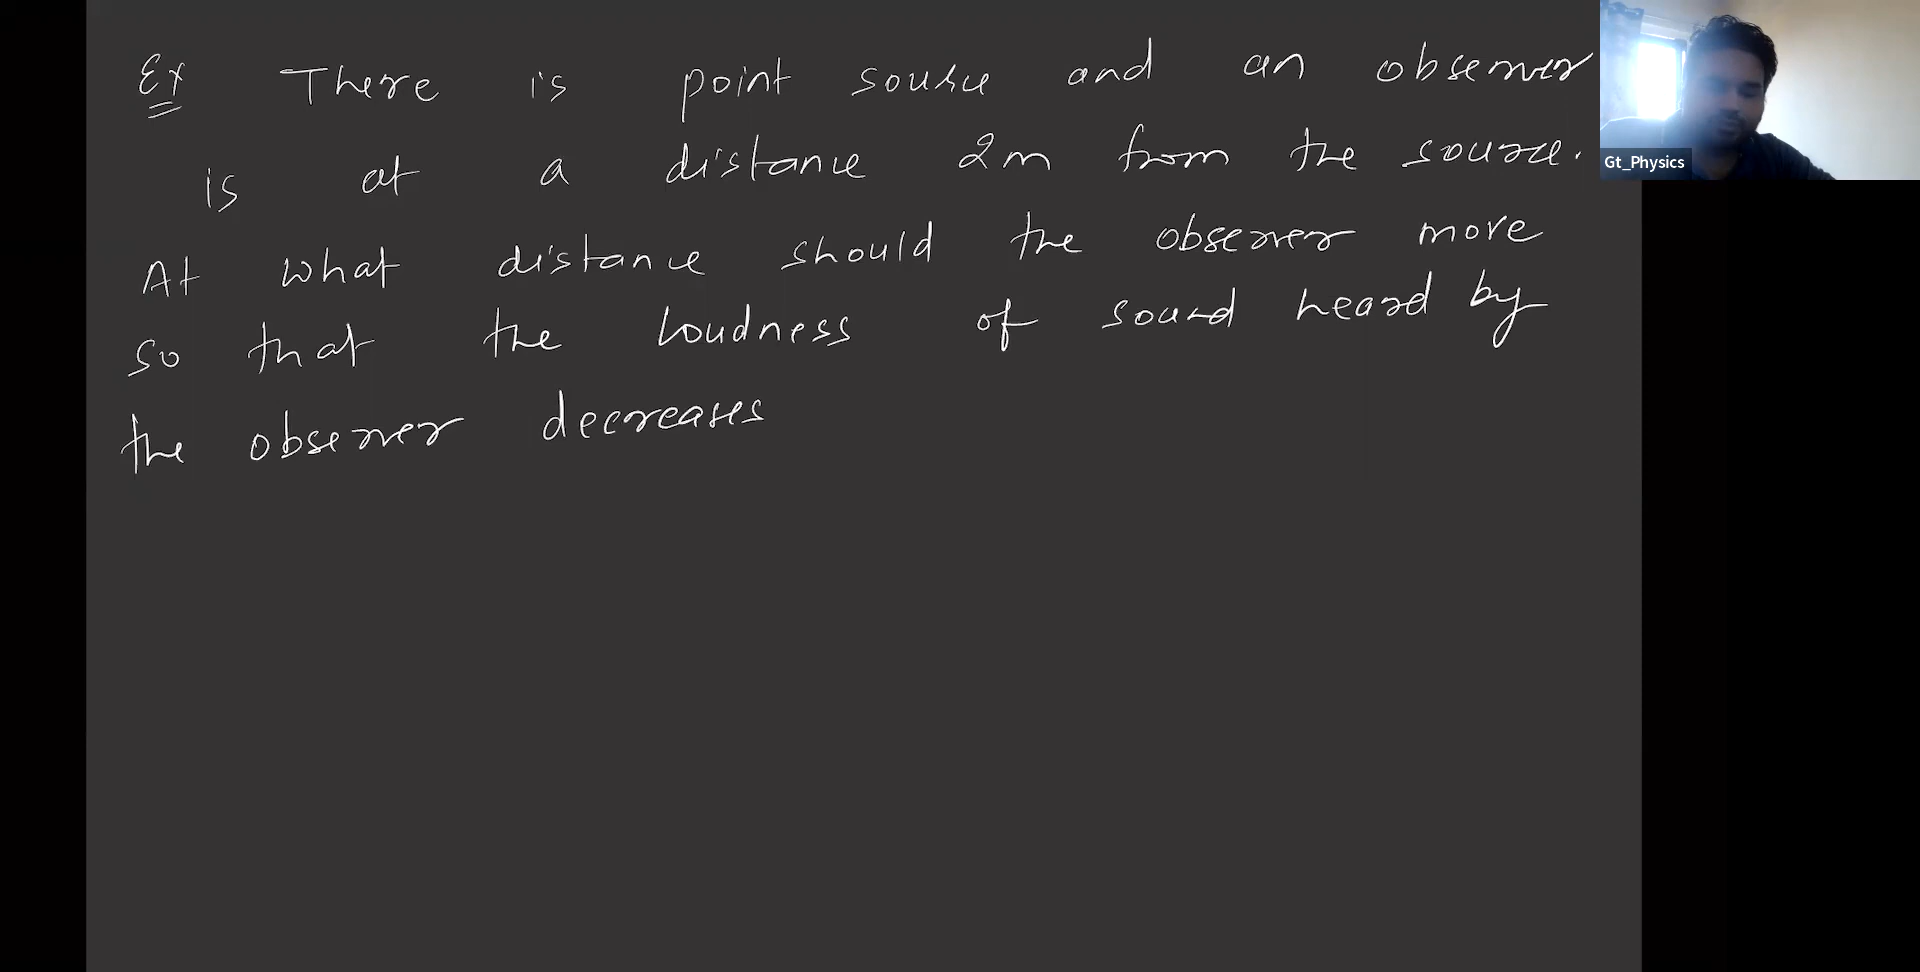 Ex There is point source and an observer
Gt_Physics
is at a distance 2m from the source.
At what distance should the observer move
so that the loudness of sound heard by
the observer decreases